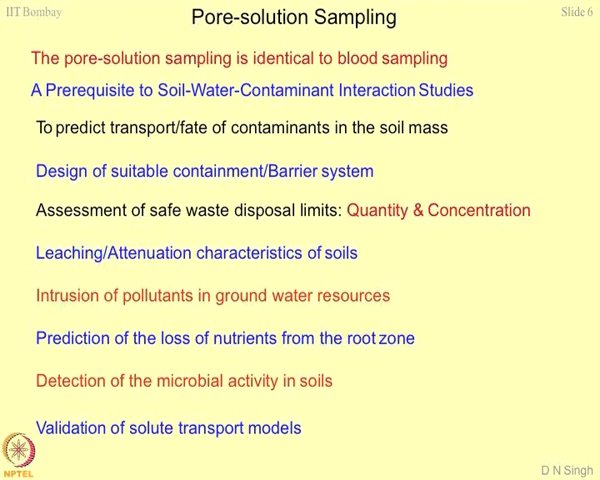 IIT Bombay
Pore-solution Sampling
Slide 6
The pore-solution sampling is identical to blood sampling
A Prerequisite to Soil-Water-Contaminant Interaction Studies
To predict transport/fate of contaminants in the soil mass
Design of suitable containment/Barrier system
Assessment of safe waste disposal limits: Quantity & Concentration
Leaching/Attenuation characteristics of soils
Intrusion of pollutants in ground water resources
Prediction of the loss of nutrients from the root zone
Detection of the microbial activity in soils
Validation of solute transport models
NPTEL
D N Singh